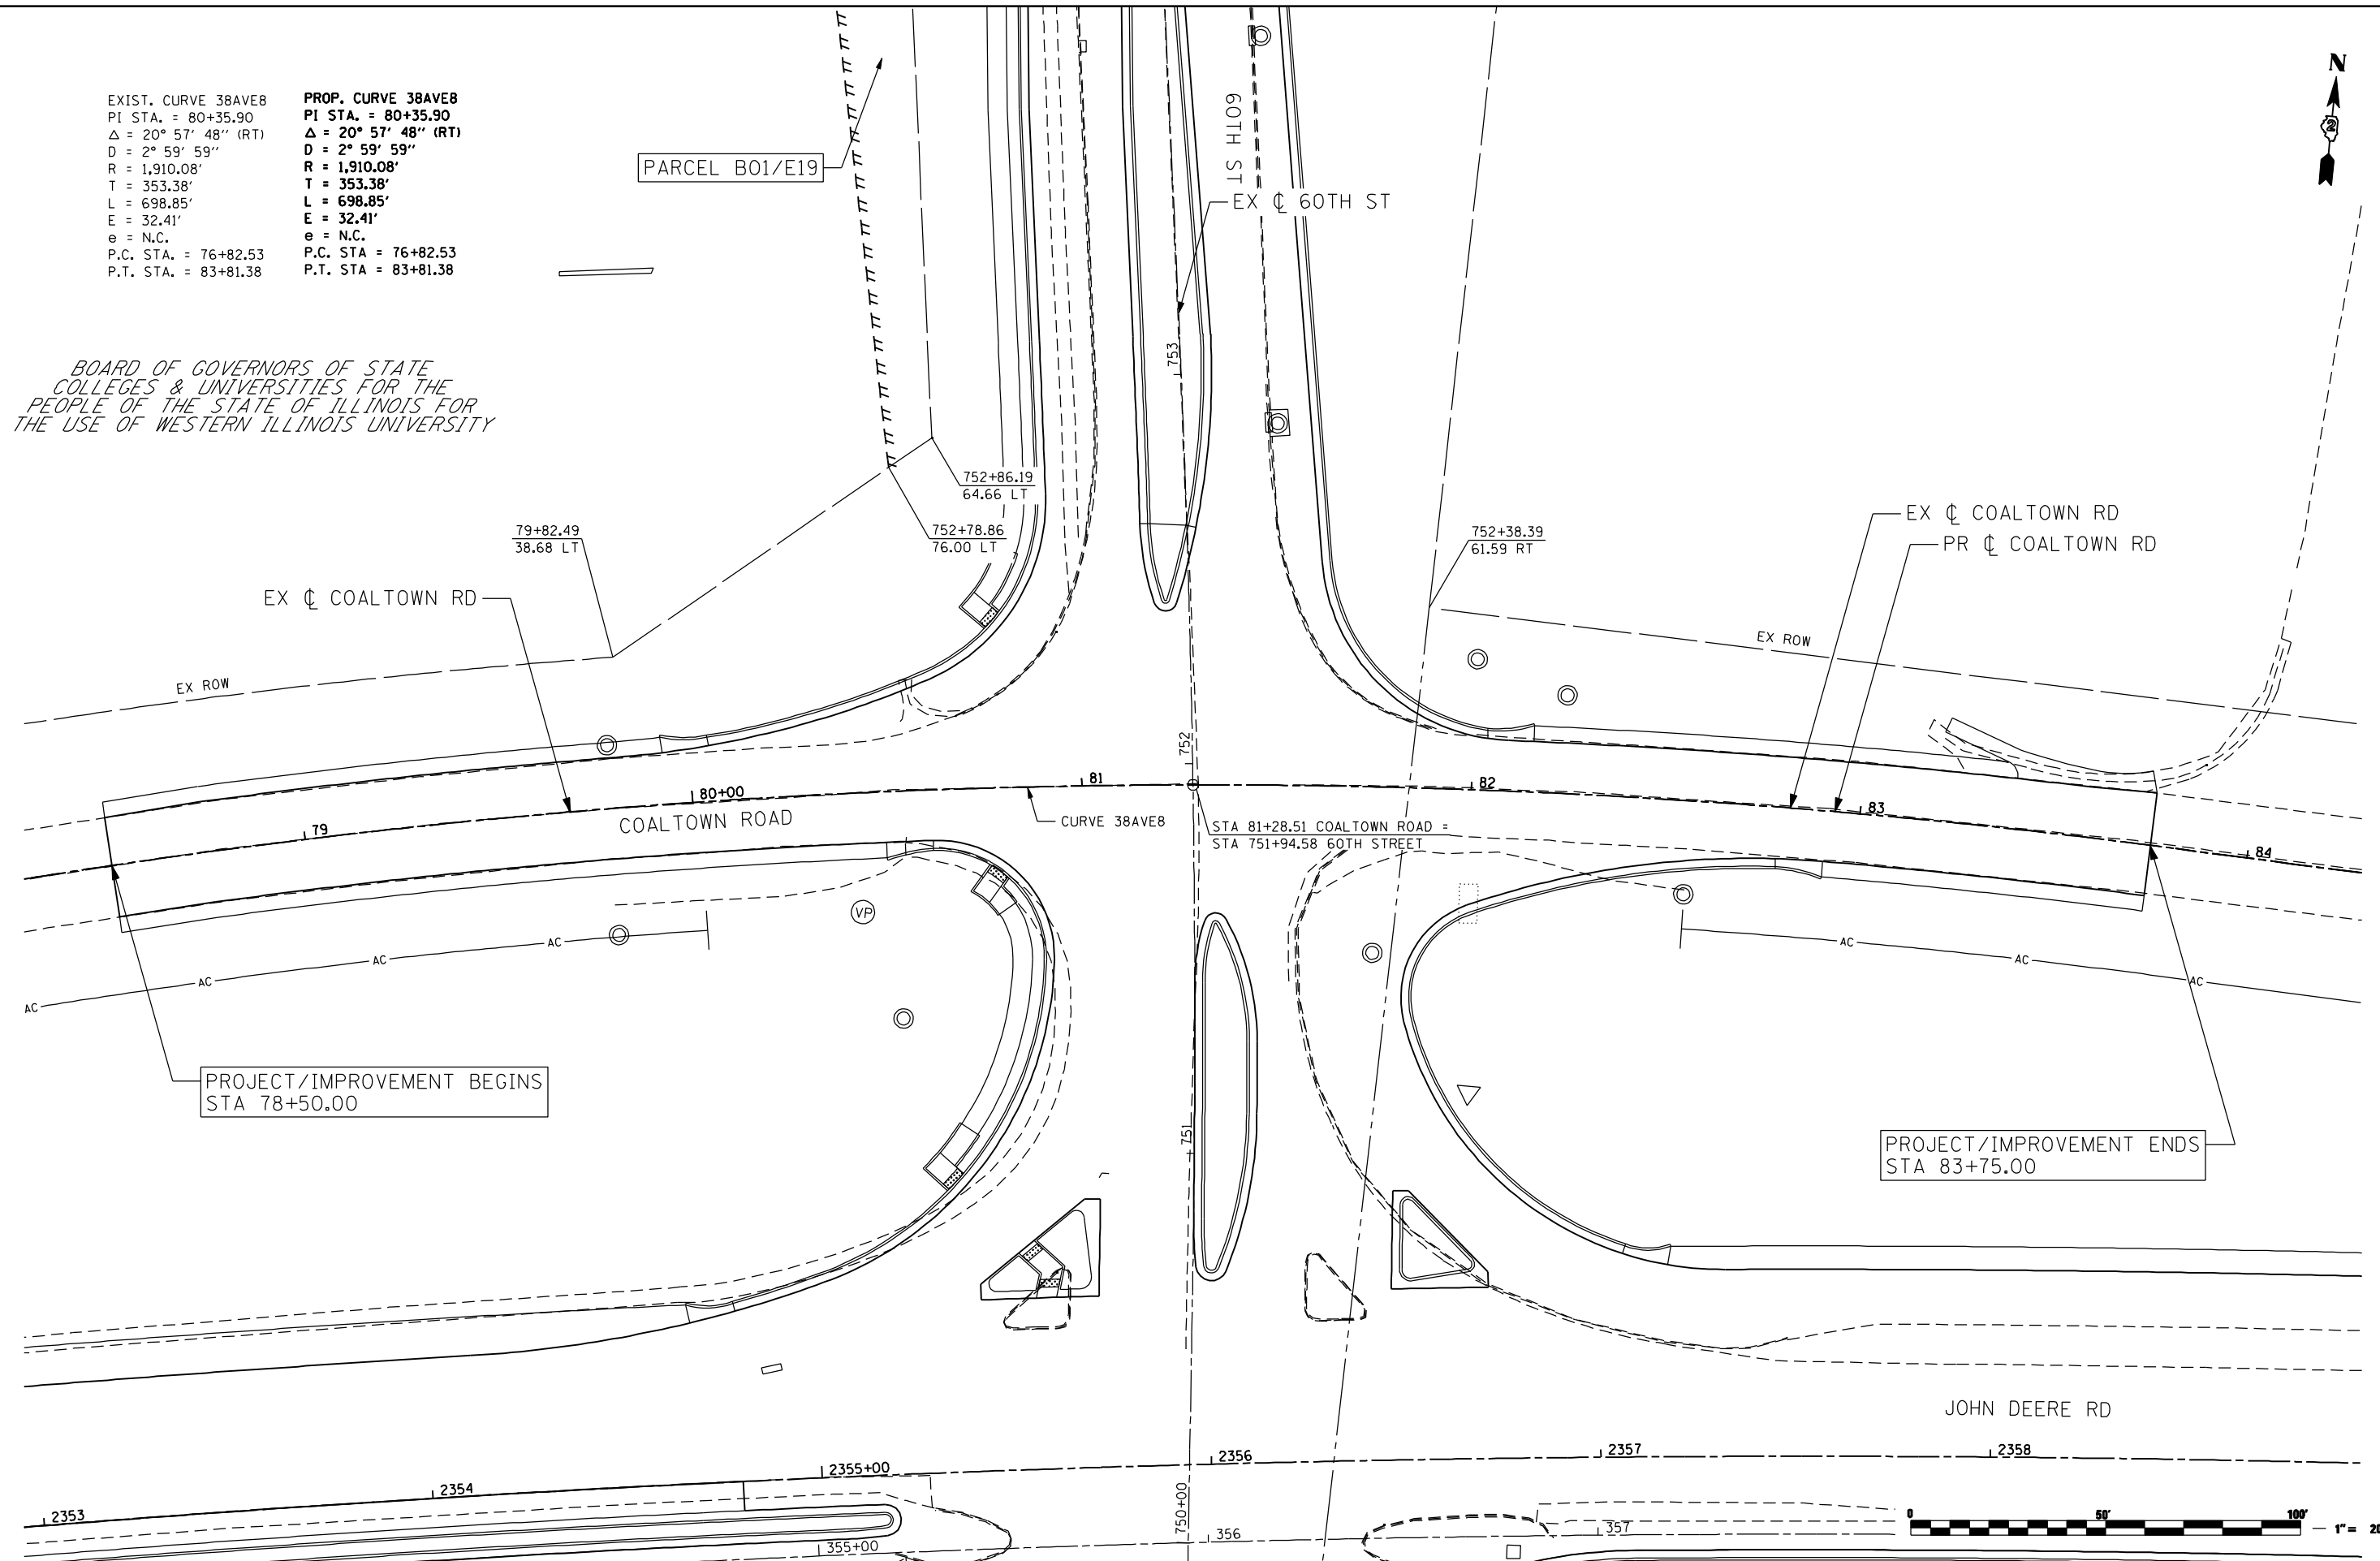 EXIST. CURVE 38AVE8
PI STA. = 80+35.90
Δ = 20° 57' 48'' (RT)
D = 2° 59' 59''
R = 1,910.08'
T = 353.38'
L = 698.85'
E = 32.41'
e = N.C.
P.C. STA. = 76+82.53
P.T. STA. = 83+81.38
PROP. CURVE 38AVE8
PI STA. = 80+35.90
Δ = 20° 57' 48'' (RT)
D = 2° 59' 59''
R = 1,910.08'
T = 353.38'
L = 698.85'
E = 32.41'
e = N.C.
P.C. STA = 76+82.53
P.T. STA = 83+81.38
PARCEL B01/E19
60TH ST
EX ℄ 60TH ST
N
2
BOARD OF GOVERNORS OF STATE
COLLEGES & UNIVERSITIES FOR THE
PEOPLE OF THE STATE OF ILLINOIS FOR
THE USE OF WESTERN ILLINOIS UNIVERSITY
753
752+86.19
64.66 LT
752+78.86
76.00 LT
79+82.49
38.68 LT
752+38.39
61.59 RT
EX ℄ COALTOWN RD
PR ℄ COALTOWN RD
EX ℄ COALTOWN RD
EX ROW
EX ROW
752
79
80+00
81
82
83
84
COALTOWN ROAD
CURVE 38AVE8
STA 81+28.51 COALTOWN ROAD =
STA 751+94.58 60TH STREET
VP
AC
AC
AC
AC
AC
AC
AC
PROJECT/IMPROVEMENT BEGINS
STA 78+50.00
751
PROJECT/IMPROVEMENT ENDS
STA 83+75.00
JOHN DEERE RD
2353
2354
2355+00
2356
2357
2358
750+00
355+00
356
357
0
50'
100'
1" = 20